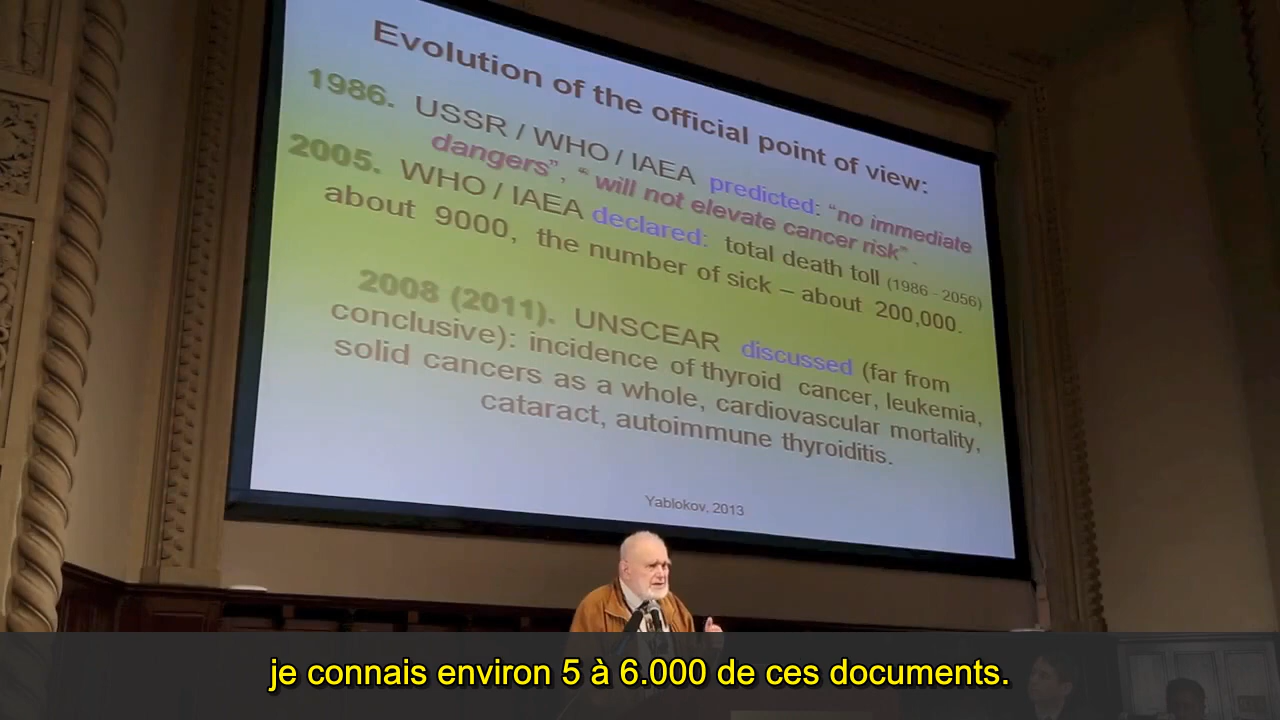 Evolution of the official point of view:
1986. USSR / WHO / IAEA predicted: “no immediate
dangers”, “ will not elevate cancer risk” .
2005. WHO / IAEA declared: total death toll (1986 - 2056)
about 9000, the number of sick – about 200,000.
2008 (2011). UNSCEAR discussed (far from
conclusive): incidence of thyroid cancer, leukemia,
solid cancers as a whole, cardiovascular mortality,
cataract, autoimmune thyroiditis.
Yablokov, 2013
je connais environ 5 à 6.000 de ces documents.